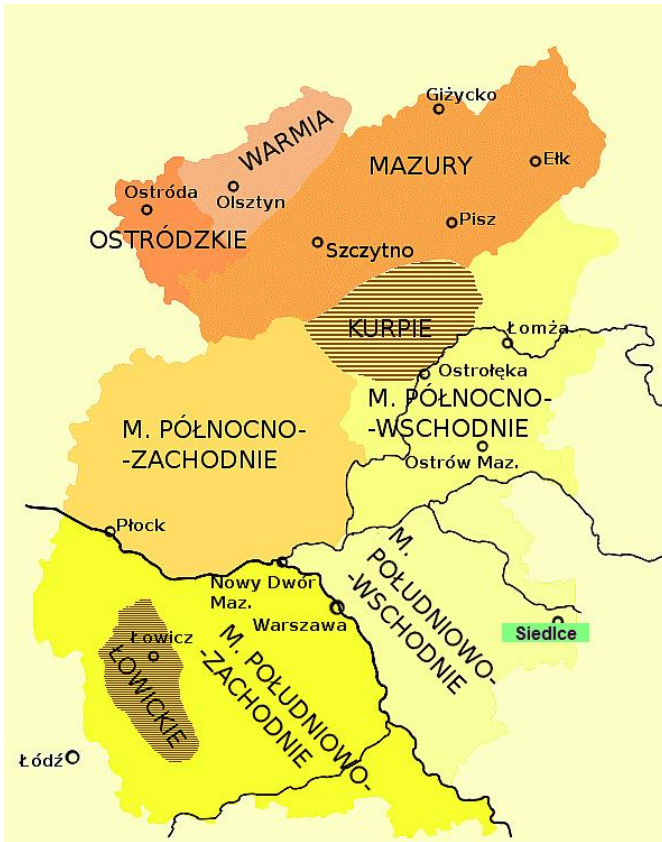 Giżycko
WARMIA
MAZURY
Ełk
Ostróda
Olsztyn
Pisz
OSTRÓDZKIE
Szczytno
KURPIE
Łomża
Ostrołęka
M. PÓŁNOCNO-
-WSCHODNIE
M. PÓŁNOCNO-
-ZACHODNIE
Ostrów Maz.
Płock
M.
POŁUDNIOWO-
-WSCHODNIE
Nowy Dwór
Maz.
Warszawa
Siedlce
Łowicz
ŁOWICKIE
M. POŁUDNIOWO-
-ZACHODNIE
Łódź